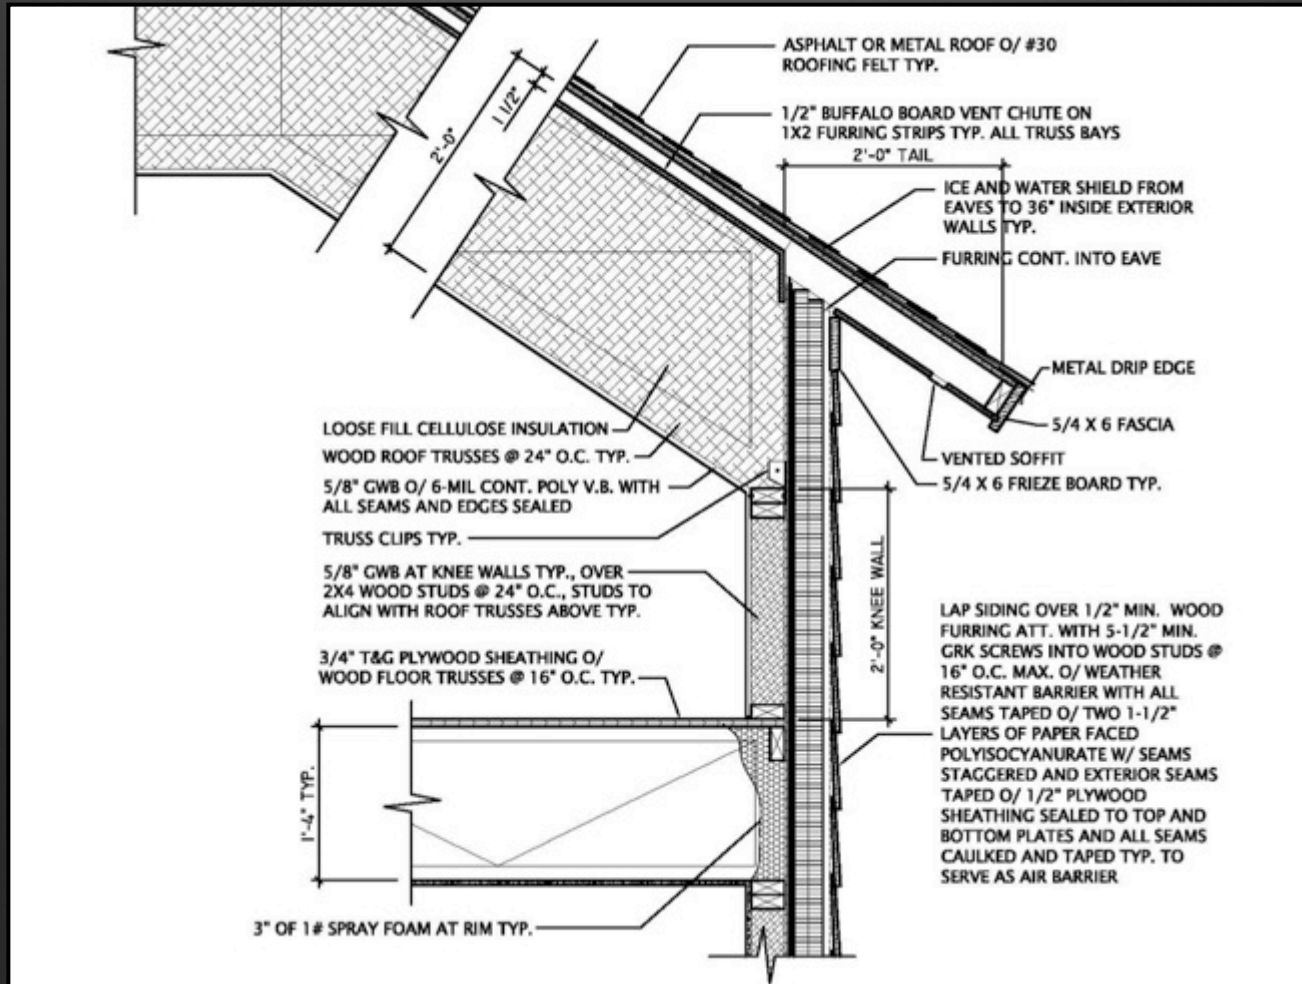 ASPHALT OR METAL ROOF O/ #30
ROOFING FELT TYP.
1 1/2"
2'-0"
1/2" BUFFALO BOARD VENT CHUTE ON
1X2 FURRING STRIPS TYP. ALL TRUSS BAYS
2'-0" TAIL
ICE AND WATER SHIELD FROM
EAVES TO 36" INSIDE EXTERIOR
WALLS TYP.
FURRING CONT. INTO EAVE
METAL DRIP EDGE
5/4 X 6 FASCIA
VENTED SOFFIT
5/4 X 6 FRIEZE BOARD TYP.
LOOSE FILL CELLULOSE INSULATION
WOOD ROOF TRUSSES @ 24" O.C. TYP.
5/8" GWB O/ 6-MIL CONT. POLY V.B. WITH
ALL SEAMS AND EDGES SEALED
TRUSS CLIPS TYP.
5/8" GWB AT KNEE WALLS TYP., OVER
2X4 WOOD STUDS @ 24" O.C., STUDS TO
ALIGN WITH ROOF TRUSSES ABOVE TYP.
3/4" T&G PLYWOOD SHEATHING O/
WOOD FLOOR TRUSSES @ 16" O.C. TYP.
2'-0" KNEE WALL
LAP SIDING OVER 1/2" MIN. WOOD
FURRING ATT. WITH 5-1/2" MIN.
GRK SCREWS INTO WOOD STUDS @
16" O.C. MAX. O/ WEATHER
RESISTANT BARRIER WITH ALL
SEAMS TAPED O/ TWO 1-1/2"
LAYERS OF PAPER FACED
POLYISOCYANURATE W/ SEAMS
STAGGERED AND EXTERIOR SEAMS
TAPED O/ 1/2" PLYWOOD
SHEATHING SEALED TO TOP AND
BOTTOM PLATES AND ALL SEAMS
CAULKED AND TAPED TYP. TO
SERVE AS AIR BARRIER
1'-4" TYP.
3" OF 1# SPRAY FOAM AT RIM TYP.